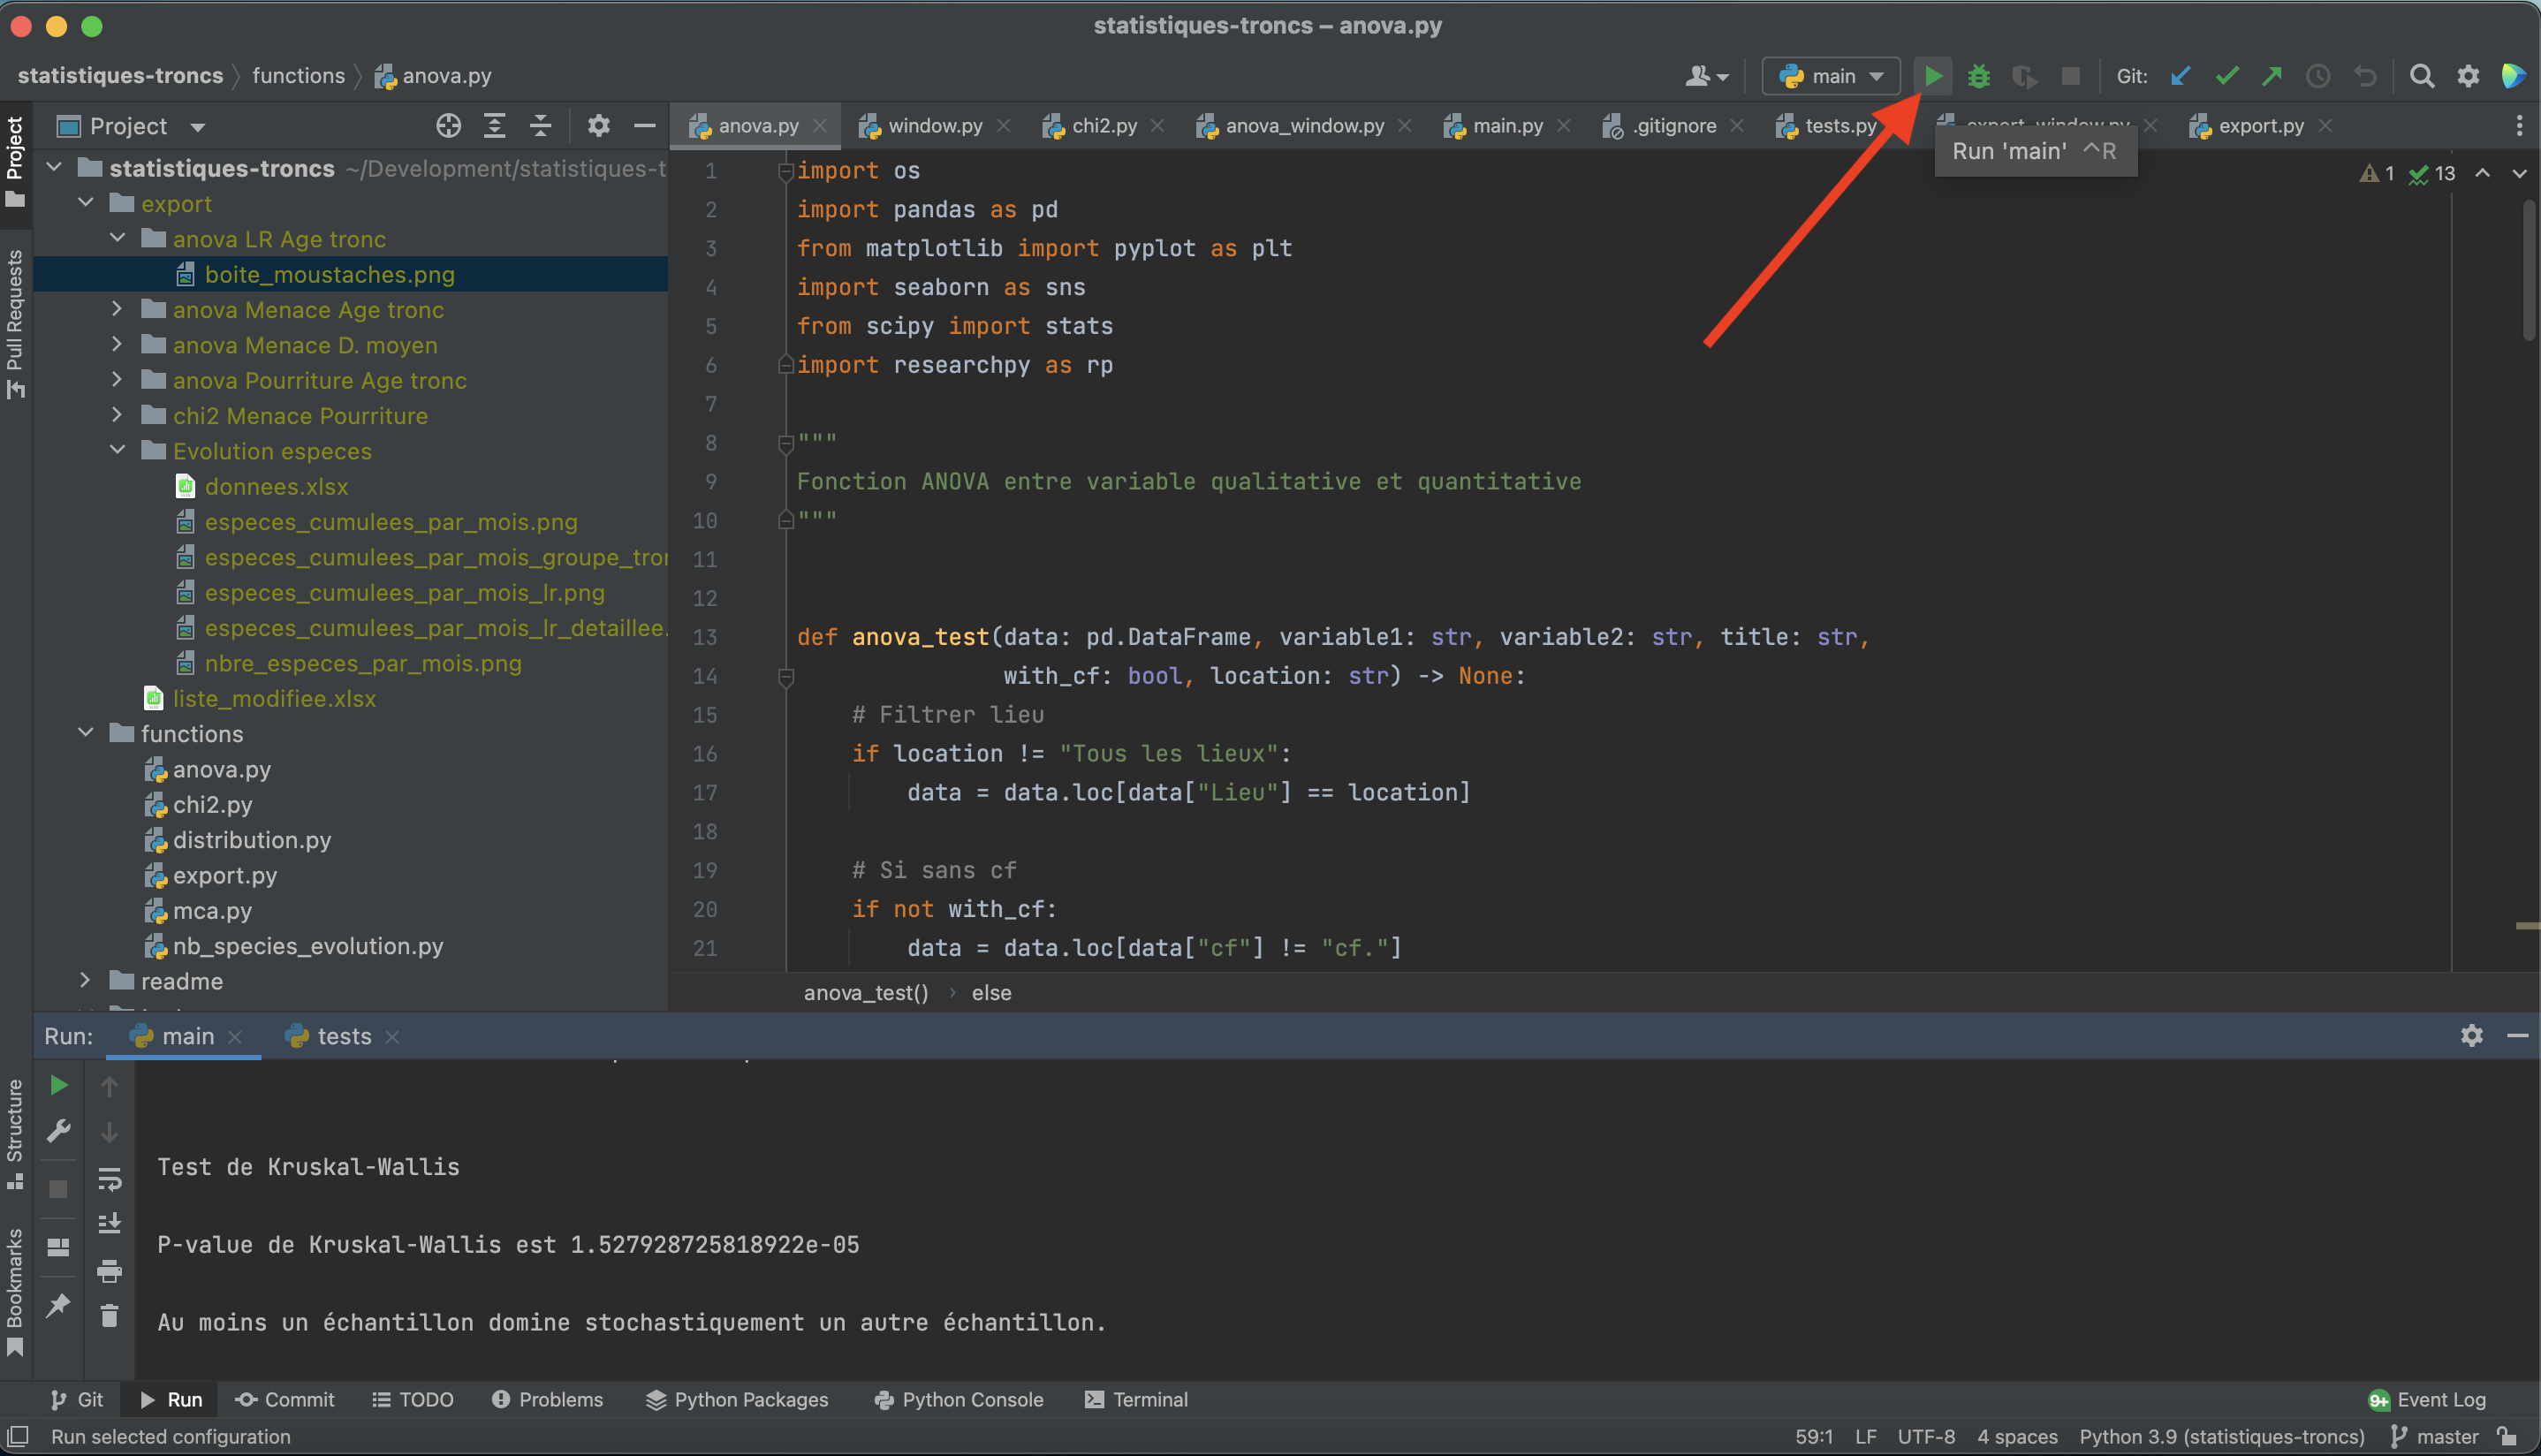 statistiques-troncs – anova.py
statistiques-troncs functions anova.py
main Git:
Project
anova.py window.py chi2.py anova_window.py main.py .gitignore tests.py export_window.py export.py
Run 'main' ^R
1 13
Project
Pull Requests
Structure
Bookmarks
statistiques-troncs ~/Development/statistiques-t
export
anova LR Age tronc
boite_moustaches.png
anova Menace Age tronc
anova Menace D. moyen
anova Pourriture Age tronc
chi2 Menace Pourriture
Evolution especes
donnees.xlsx
especes_cumulees_par_mois.png
especes_cumulees_par_mois_groupe_tron
especes_cumulees_par_mois_lr.png
especes_cumulees_par_mois_lr_detaillee.
nbre_especes_par_mois.png
liste_modifiee.xlsx
functions
anova.py
chi2.py
distribution.py
export.py
mca.py
nb_species_evolution.py
readme
1 import os
2 import pandas as pd
3 from matplotlib import pyplot as plt
4 import seaborn as sns
5 from scipy import stats
6 import researchpy as rp
7
8 """
9 Fonction ANOVA entre variable qualitative et quantitative
10 """
11
12
13 def anova_test(data: pd.DataFrame, variable1: str, variable2: str, title: str,
14 with_cf: bool, location: str) -> None:
15 # Filtrer lieu
16 if location != "Tous les lieux":
17 data = data.loc[data["Lieu"] == location]
18
19 # Si sans cf
20 if not with_cf:
21 data = data.loc[data["cf"] != "cf."]
anova_test() else
Run: main tests
Test de Kruskal-Wallis
P-value de Kruskal-Wallis est 1.527928725818922e-05
Au moins un échantillon domine stochastiquement un autre échantillon.
Git Run Commit TODO Problems Python Packages Python Console Terminal 9+ Event Log
Run selected configuration 59:1 LF UTF-8 4 spaces Python 3.9 (statistiques-troncs) master